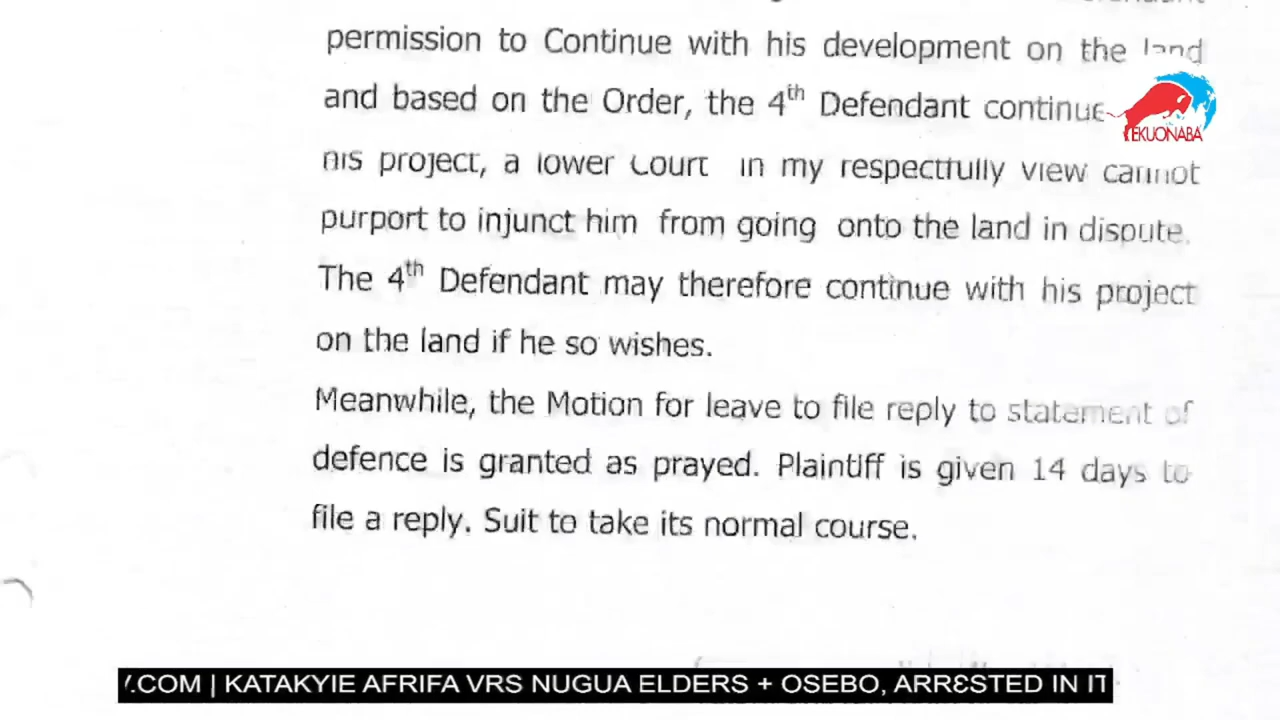 permission to Continue with his development on the land
and based on the Order, the 4th Defendant continue
his project, a lower Court in my respectfully view cannot
purport to injunct him from going onto the land in dispute.
The 4th Defendant may therefore continue with his project
on the land if he so wishes.
Meanwhile, the Motion for leave to file reply to statement of
defence is granted as prayed. Plaintiff is given 14 days to
file a reply. Suit to take its normal course.
EKUONABA
.COM | KATAKYIE AFRIFA VRS NUGUA ELDERS + OSEBO, ARRƐSTED IN IT